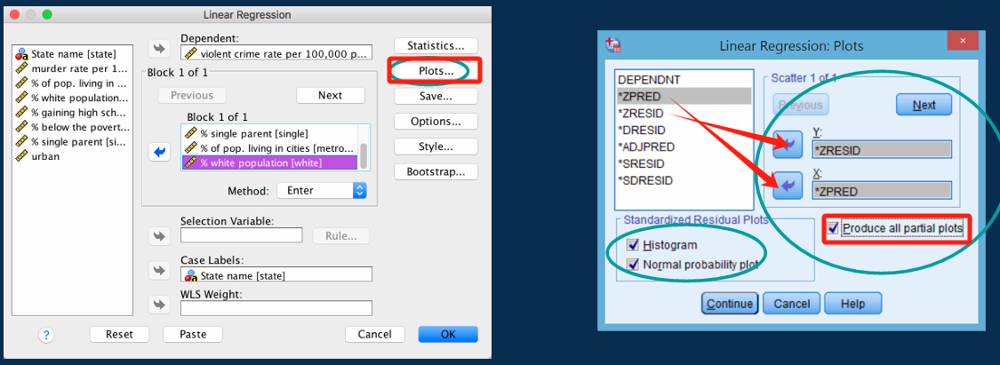 Linear Regression
State name [state]
murder rate per 1...
% of pop. living in ...
% white population...
% gaining high sch...
% below the povert...
% single parent [si...
urban
Dependent:
violent crime rate per 100,000 p...
Block 1 of 1
Previous
Next
Block 1 of 1
% single parent [single]
% of pop. living in cities [metro...
% white population [white]
Method:
Enter
Selection Variable:
Rule...
Case Labels:
State name [state]
WLS Weight:
Statistics...
Plots...
Save...
Options...
Style...
Bootstrap...
?
Reset
Paste
Cancel
OK
Linear Regression: Plots
×
DEPENDNT
*ZPRED
*ZRESID
*DRESID
*ADJPRED
*SRESID
*SDRESID
Scatter 1 of 1
Previous
Next
Y:
*ZRESID
X:
*ZPRED
Standardized Residual Plots
Histogram
Normal probability plot
Produce all partial plots
Continue
Cancel
Help